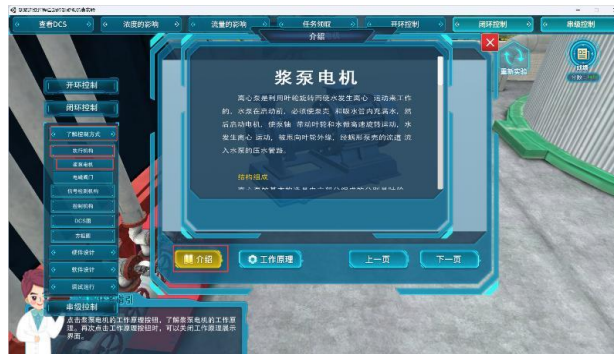 查看DCS
浓度的影响
流量的影响
任务领取
开环控制
闭环控制
串级控制
介绍
重新实验
成绩
浆泵电机
离心泵是利用叶轮旋转而使水发生离心 运动来工作
的。水泵在启动前，必须使泵壳 和吸水管内充满水，然
后启动电机，使泵轴 带动叶轮和水做高速旋转运动，水
发生离心 运动，被甩向叶轮外缘，经蜗形泵壳的流道 流
入水泵的压水管路。
结构组成
开环控制
闭环控制
了解控制方式
执行机构
浆泵电机
电磁阀门
信号检测机构
控制机构
DCS图
方框图
硬件设计
软件设计
调试运行
串级控制
介绍
工作原理
上一页
下一页
点击浆泵电机的工作原理按钮，了解浆泵电机的工作原
理。再次点击工作原理按钮时，可以关闭工作原理展示
界面。